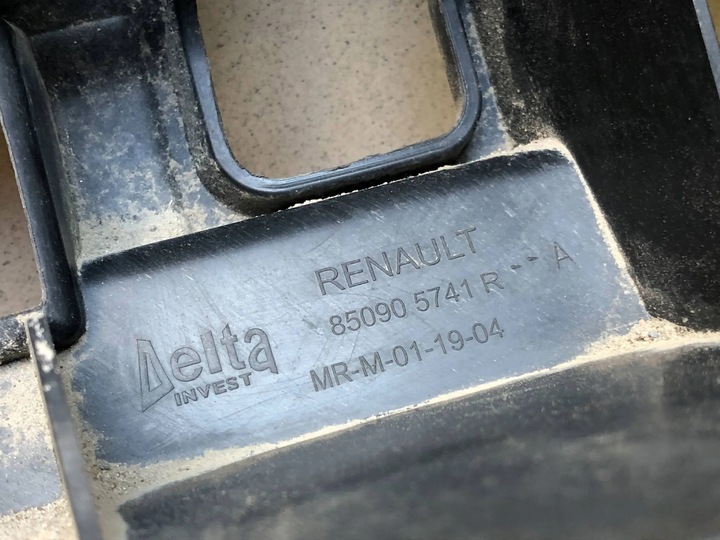 RENAULT
85090 5741 R -- A
MR-M-01-19-04
Delta
INVEST